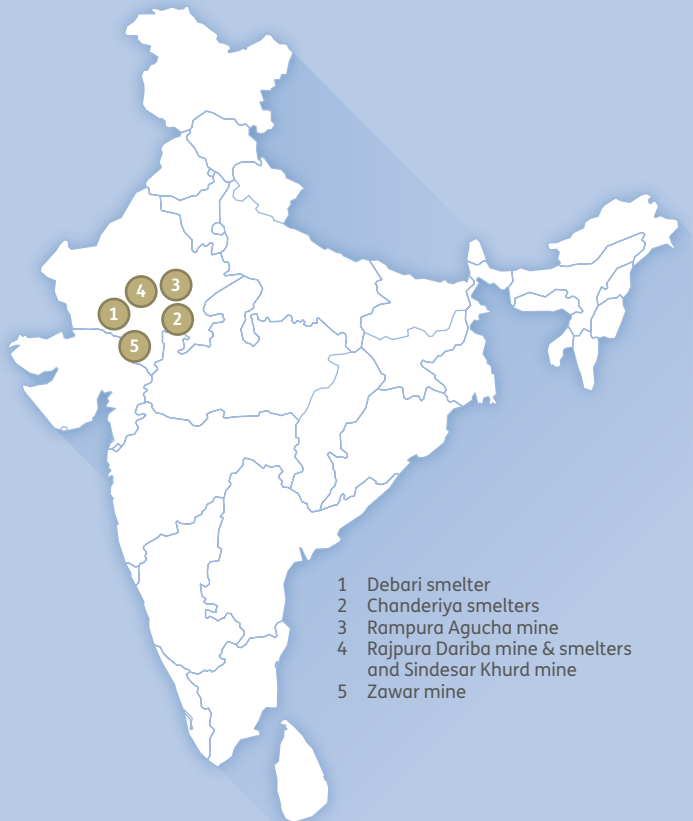 4
3
1
2
5
1 Debari smelter
2 Chanderiya smelters
3 Rampura Agucha mine
4 Rajpura Dariba mine & smelters
and Sindesar Khurd mine
5 Zawar mine